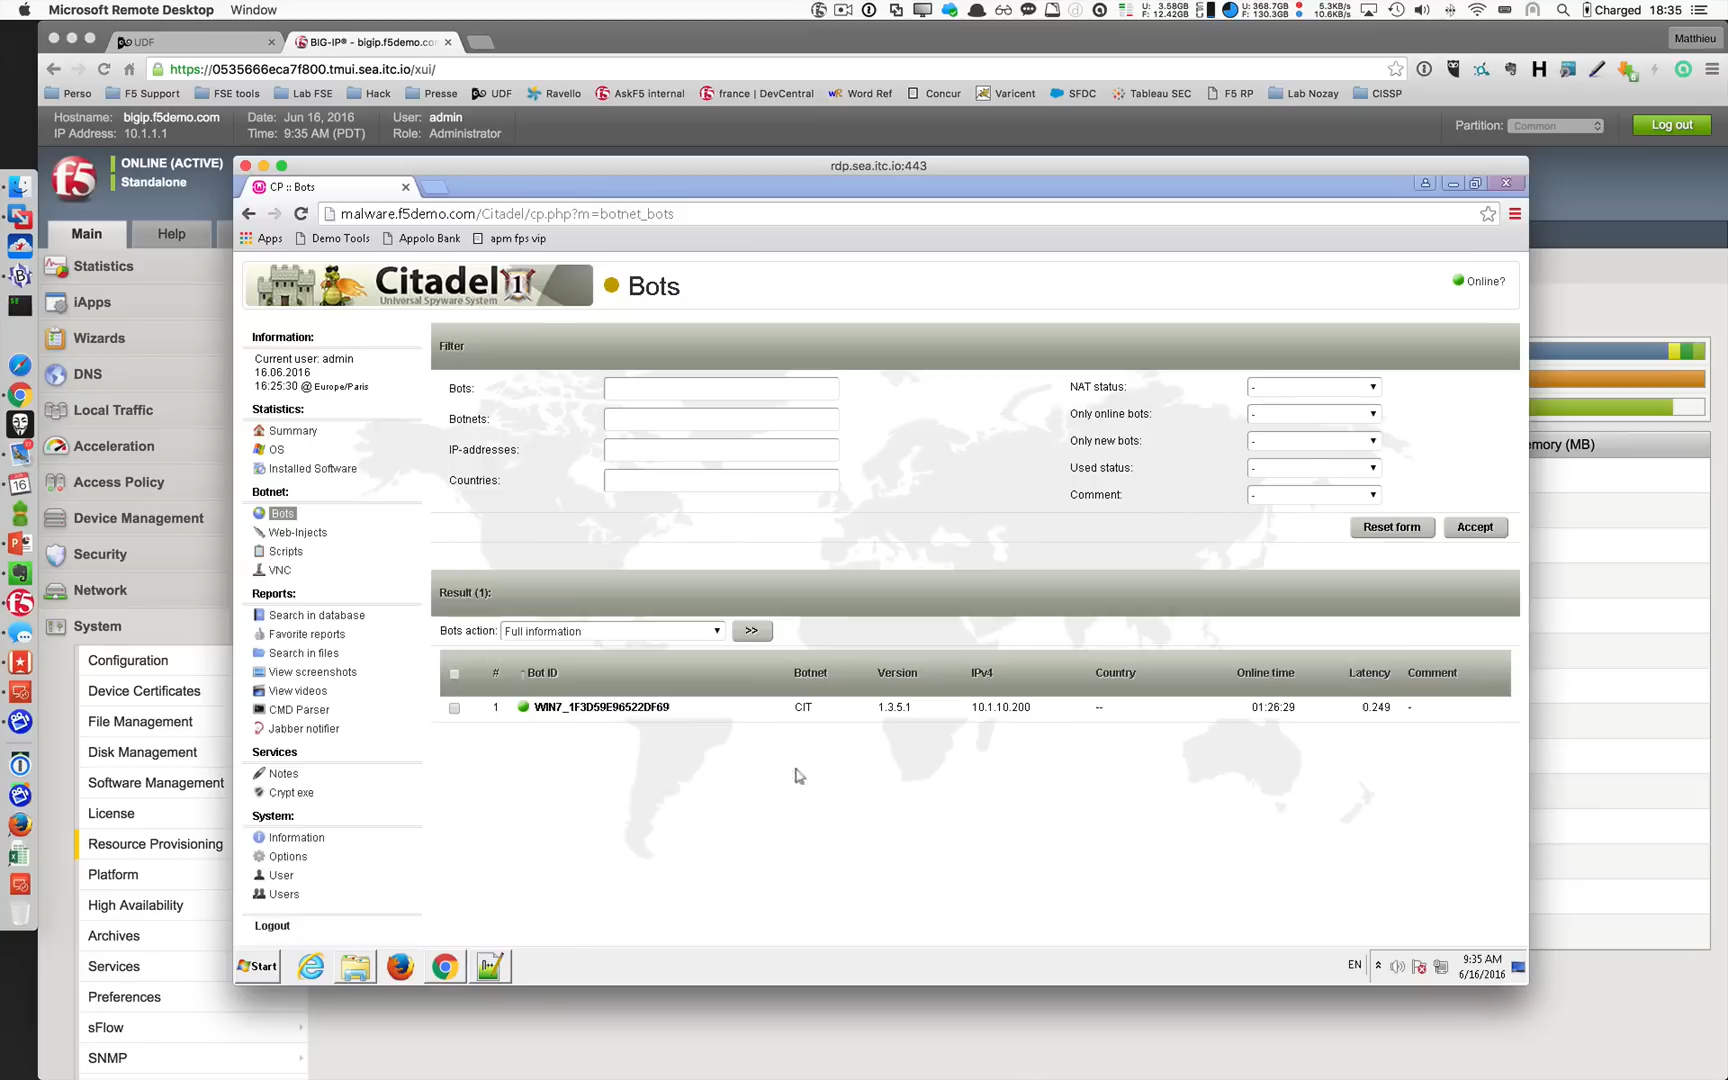 Microsoft Remote Desktop Window
U: 3.58GB
F: 12.42GB
U: 368.7GB
F: 130.3GB
5.3KB/s
10.6KB/s
Charged 18:35
UDF
BIG-IP® - bigip.f5demo.co
Matthieu
https://0535666eca7f800.tmui.sea.itc.io/xui/
Perso F5 Support FSE tools Lab FSE Hack Presse UDF Ravello AskF5 internal france | DevCentral Word Ref Concur Varicent SFDC Tableau SEC F5 RP Lab Nozay CISSP
Hostname: bigip.f5demo.com Date: Jun 16, 2016 User: admin
IP Address: 10.1.1.1 Time: 9:35 AM (PDT) Role: Administrator
Partition: Common
Log out
f5
ONLINE (ACTIVE)
Standalone
Main Help
Statistics
iApps
Wizards
DNS
Local Traffic
Acceleration
Access Policy
Device Management
Security
Network
System
Configuration
Device Certificates
File Management
Disk Management
Software Management
License
Resource Provisioning
Platform
High Availability
Archives
Services
Preferences
sFlow
SNMP
emory (MB)
rdp.sea.itc.io:443
CP :: Bots
malware.f5demo.com/Citadel/cp.php?m=botnet_bots
Apps Demo Tools Appolo Bank apm fps vip
Citadel 1
Universal Spyware System
Bots
Online?
Information:
Current user: admin
16.06.2016
16:25:30 @ Europe/Paris
Statistics:
Summary
OS
Installed Software
Botnet:
Bots
Web-Injects
Scripts
VNC
Reports:
Search in database
Favorite reports
Search in files
View screenshots
View videos
CMD Parser
Jabber notifier
Services
Notes
Crypt exe
System:
Information
Options
User
Users
Logout
Filter
Bots:
Botnets:
IP-addresses:
Countries:
NAT status: -
Only online bots: -
Only new bots: -
Used status: -
Comment: -
Reset form Accept
Result (1):
Bots action: Full information >>
# Bot ID Botnet Version IPv4 Country Online time Latency Comment
1 WIN7_1F3D59E96522DF69 CIT 1.3.5.1 10.1.10.200 -- 01:26:29 0.249 -
Start
EN
9:35 AM
6/16/2016